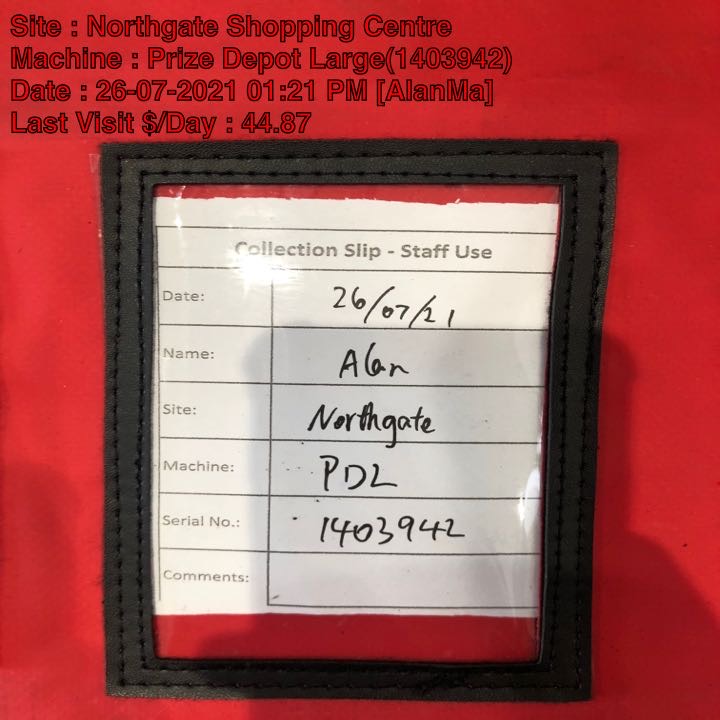 Site : Northgate Shopping Centre
Machine : Prize Depot Large(1403942)
Date : 26-07-2021 01:21 PM [AlanMa]
Last Visit $/Day : 44.87
Collection Slip - Staff Use
Date: 26/07/21
Name: Alan
Site: Northgate
Machine: PDL
Serial No.: 1403942
Comments: